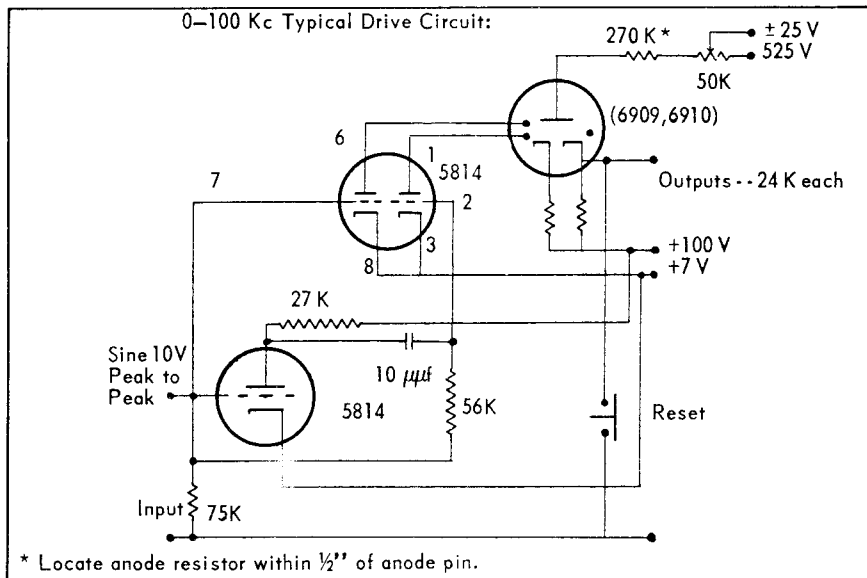 0–100 Kc Typical Drive Circuit:
270 K *
± 25 V
525 V
50K
(6909,6910)
6
1
5814
7
2
Outputs -- 24 K each
3
8
+100 V
+7 V
27 K
Sine 10V
Peak to
Peak
10 μμf
5814
56K
Reset
Input
75K
* Locate anode resistor within ½'' of anode pin.